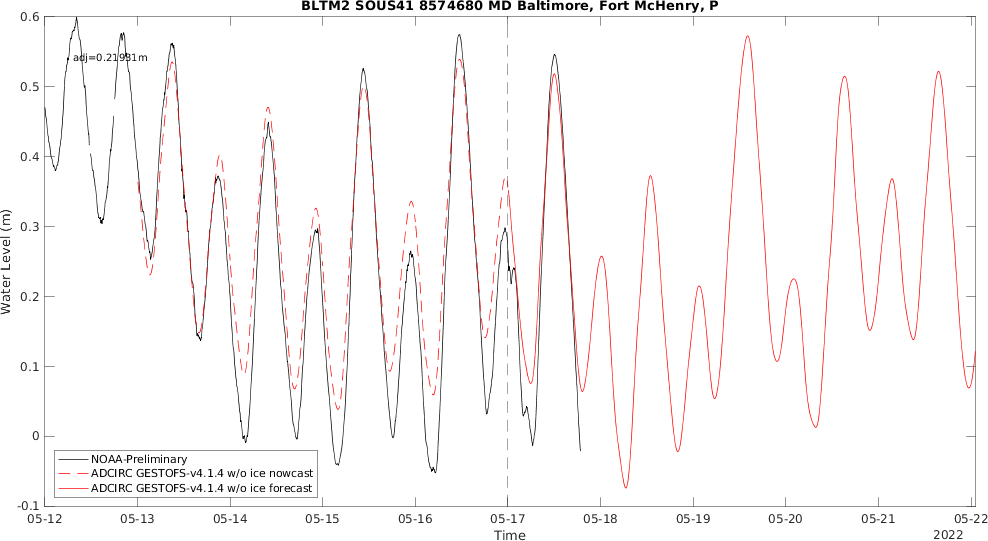 BLTM2 SOUS41 8574680 MD Baltimore, Fort McHenry, P
adj=0.21931m
0.6
0.5
0.4
0.3
0.2
0.1
0
-0.1
Water Level (m)
NOAA-Preliminary
ADCIRC GESTOFS-v4.1.4 w/o ice nowcast
ADCIRC GESTOFS-v4.1.4 w/o ice forecast
05-12 05-13 05-14 05-15 05-16 05-17 05-18 05-19 05-20 05-21 05-22
Time
2022